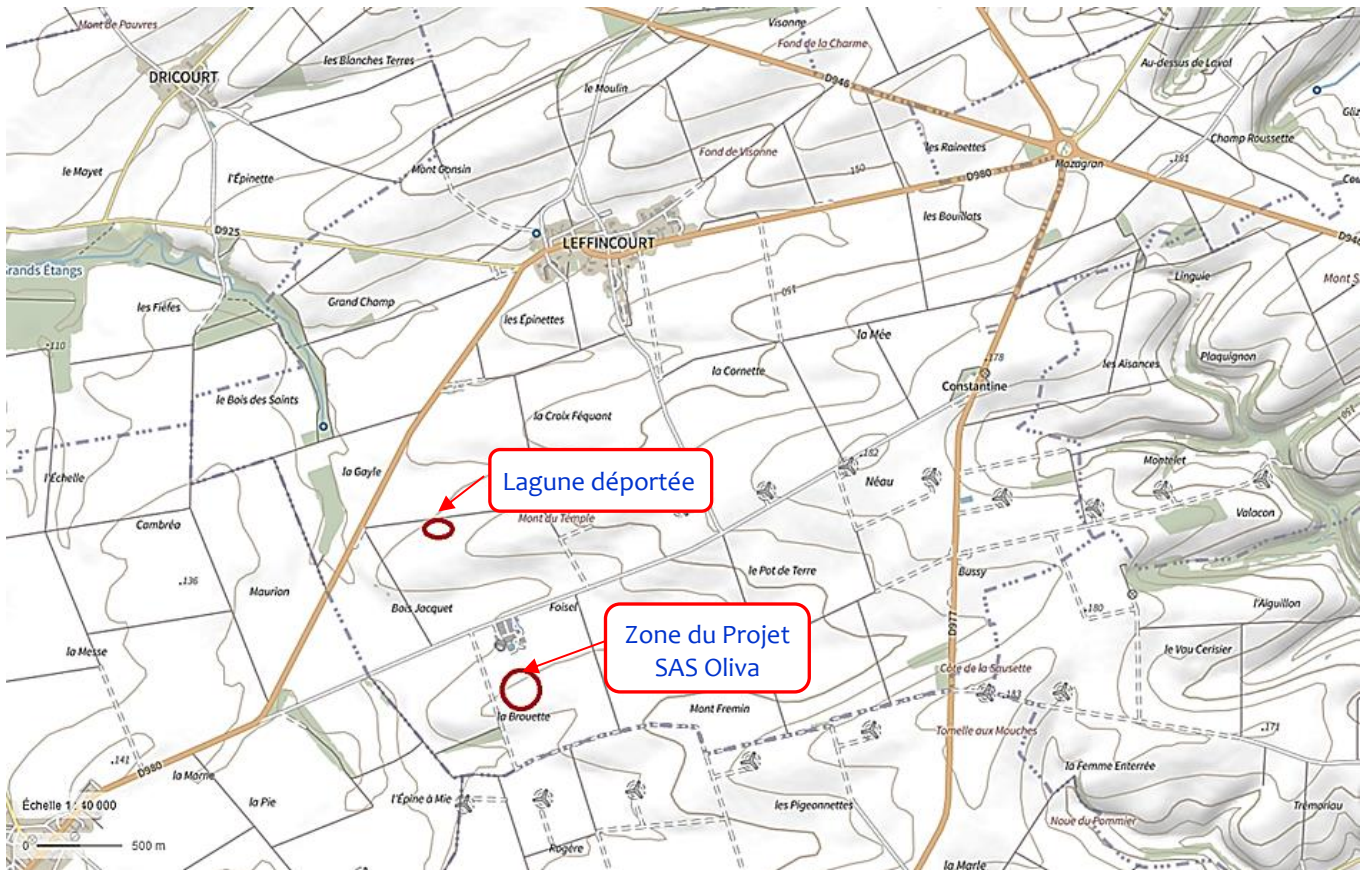 Mont de Pauvres
Visanne
Fond de la Charme
les Blanches Terres
DRICOURT
Au-dessus de Laval
le Moulin
D946
Champ Roussette
les Rainettes
Fond de Visanne
Mazagran
.181
le Mayet
l'Épinette
Mont Gonsin
150
D980
les Bouillats
D925
LEFFINCOURT
D946
Grands Étangs
Linguie
les Fiéfes
Grand Champ
150
les Épinettes
la Mée
.110
.178
Plaquignon
la Cornette
les Aisances
Constantine
le Bois des Saints
la Croix Féquant
150
.182
Montelet
l'Échelle
la Gayle
Lagune déportée
Néau
Valacon
Cambréa
Mont du Temple
.136
le Pot de Terre
Bussy
Maurion
Bois Jacquet
Foisel
.180
l'Aiguillon
D977
Zone du Projet
SAS Oliva
la Messe
le Vau Cerisier
Côte de la Sausette
.183
la Brouette
Mont Fremin
.171
Tomelle aux Mouches
.141
D980
la Marne
la Femme Enterrée
l'Épine à Mie
la Pie
les Pigeonnettes
Trémoriau
Échelle 1 : 40 000
Noue du Pommier
0 500 m
Rogère
la Marle